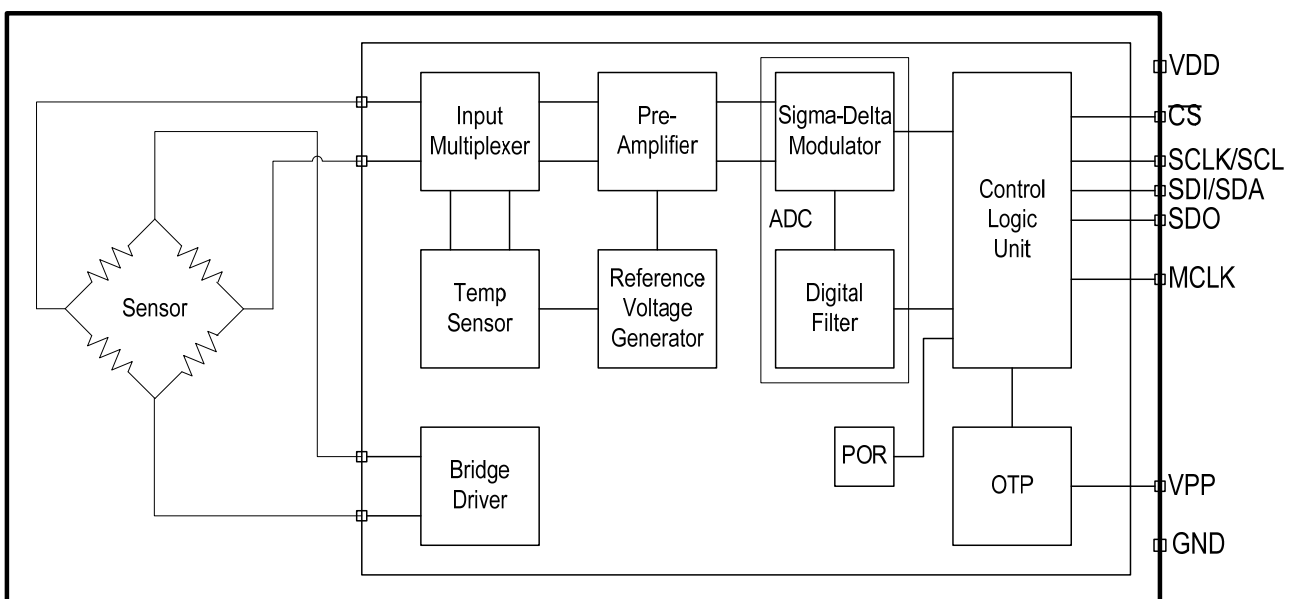 VDD
CS
SCLK/SCL
SDI/SDA
SDO
MCLK
VPP
GND
Input
Multiplexer
Pre-
Amplifier
Sigma-Delta
Modulator
Control
Logic
Unit
ADC
Sensor
Temp
Sensor
Reference
Voltage
Generator
Digital
Filter
Bridge
Driver
POR
OTP